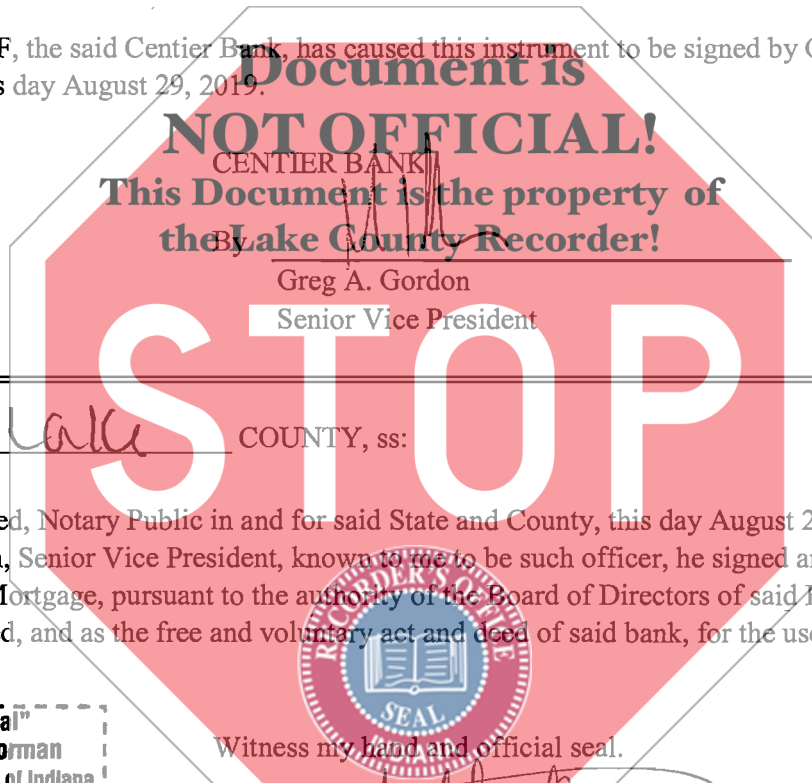 F, the said Centier Bank, has caused this instrument to be signed by
s day August 29, 2019.
Document is
NOT OFFICIAL!
CENTIER BANK
This Document is the property of
the Lake County Recorder!
By
Greg A. Gordon
Senior Vice President
STOP
Lake COUNTY, ss:
ed, Notary Public in and for said State and County, this day August 2
, Senior Vice President, known to me to be such officer, he signed
Mortgage, pursuant to the authority of the Board of Directors of said
d, and as the free and voluntary act and deed of said bank, for the use
RECORDER'S OFFICE
SEAL
INDIANA
al"
orman
of Indiana
Witness my hand and official seal.